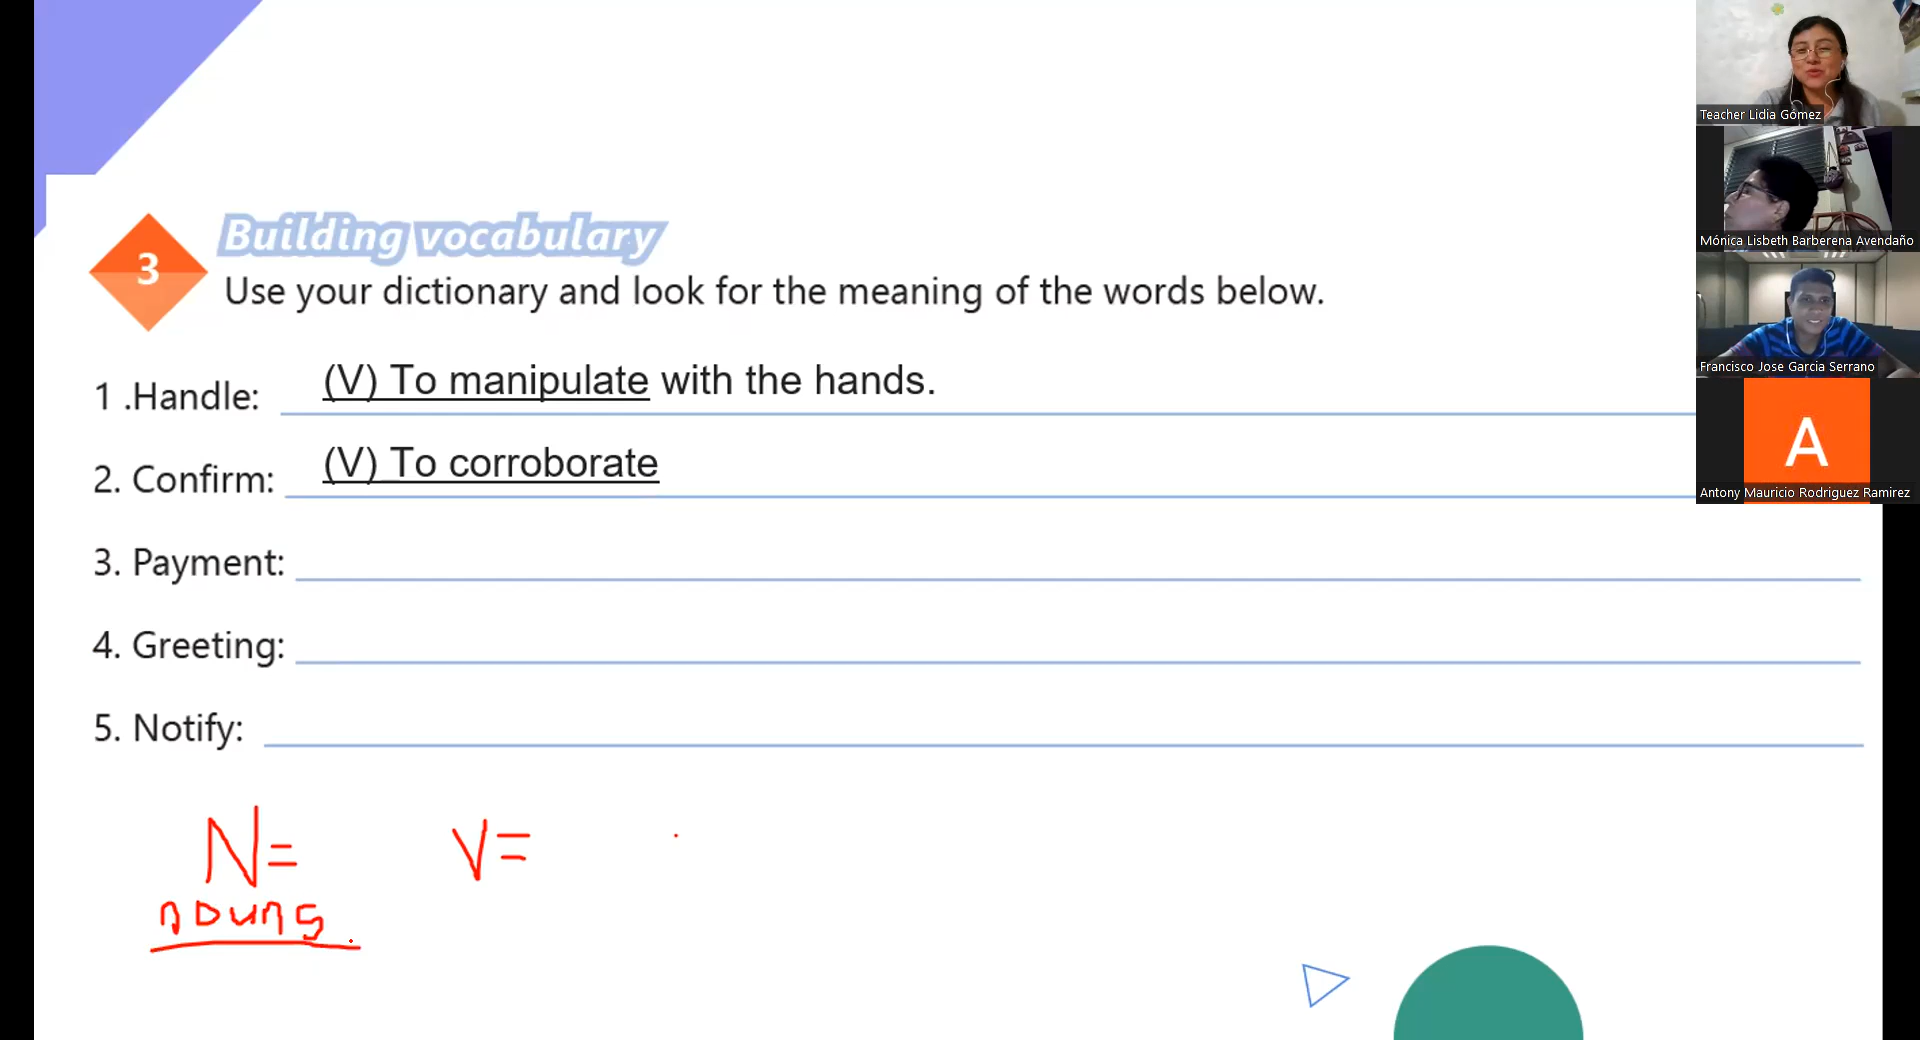 3
Building vocabulary
Use your dictionary and look for the meaning of the words below.
1 .Handle: (V) To manipulate with the hands.
2. Confirm: (V) To corroborate
3. Payment:
4. Greeting:
5. Notify:
N= V=
nouns
Teacher Lidia Gómez
Mónica Lisbeth Barberena Avendaño
Francisco Jose Garcia Serrano
A
Antony Mauricio Rodriguez Ramirez